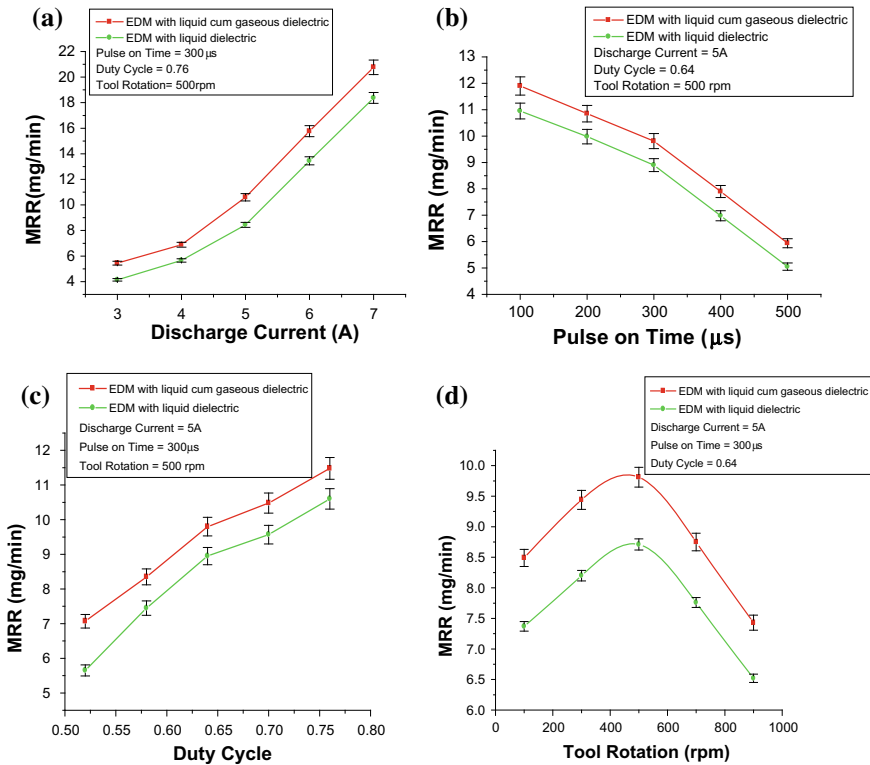 (a)
EDM with liquid cum gaseous dielectric
EDM with liquid dielectric
Pulse on Time = 300μs
Duty Cycle = 0.76
Tool Rotation= 500rpm
22
20
18
16
14
12
10
8
6
4
MRR(mg/min)
3 4 5 6 7
Discharge Current (A)
(b)
EDM with liquid cum gaseous dielectric
EDM with liquid dielectric
Discharge Current = 5A
Duty Cycle = 0.64
Tool Rotation = 500 rpm
13
12
11
10
9
8
7
6
5
4
MRR (mg/min)
100 200 300 400 500
Pulse on Time (μs)
(c)
EDM with liquid cum gaseous dielectric
EDM with liquid dielectric
Discharge Current = 5A
Pulse on Time = 300μs
Tool Rotation = 500 rpm
12
11
10
9
8
7
6
5
MRR (mg/min)
0.50 0.55 0.60 0.65 0.70 0.75 0.80
Duty Cycle
(d)
EDM with liquid cum gaseous dielectric
EDM with liquid dielectric
Discharge Current = 5A
Pulse on Time = 300μs
Duty Cycle = 0.64
10.0
9.5
9.0
8.5
8.0
7.5
7.0
6.5
6.0
MRR (mg/min)
0 200 400 600 800 1000
Tool Rotation (rpm)